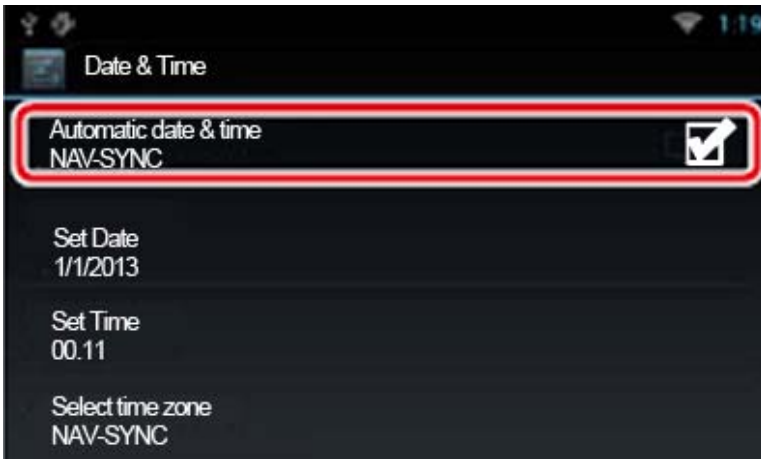 1:19
Date & Time
Automatic date & time
NAV-SYNC
Set Date
1/1/2013
Set Time
00.11
Select time zone
NAV-SYNC